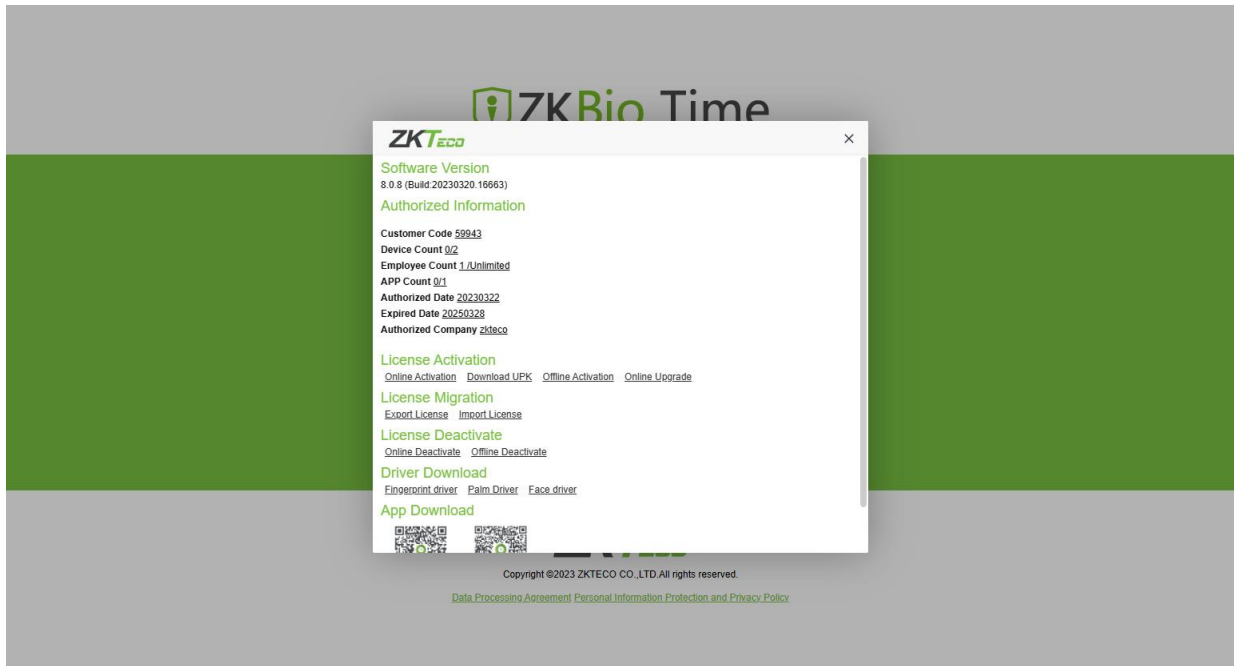 ZKBio Time
ZKTeco
Software Version
8.0.8 (Build:20230320.16663)
Authorized Information
Customer Code 59943
Device Count 0/2
Employee Count 1 /Unlimited
APP Count 0/1
Authorized Date 20230322
Expired Date 20250328
Authorized Company zkteco
License Activation
Online Activation Download UPK Offline Activation Online Upgrade
License Migration
Export License Import License
License Deactivate
Online Deactivate Offline Deactivate
Driver Download
Fingerprint driver Palm Driver Face driver
App Download
Copyright ©2023 ZKTECO CO.,LTD.All rights reserved.
Data Processing Agreement Personal Information Protection and Privacy Policy